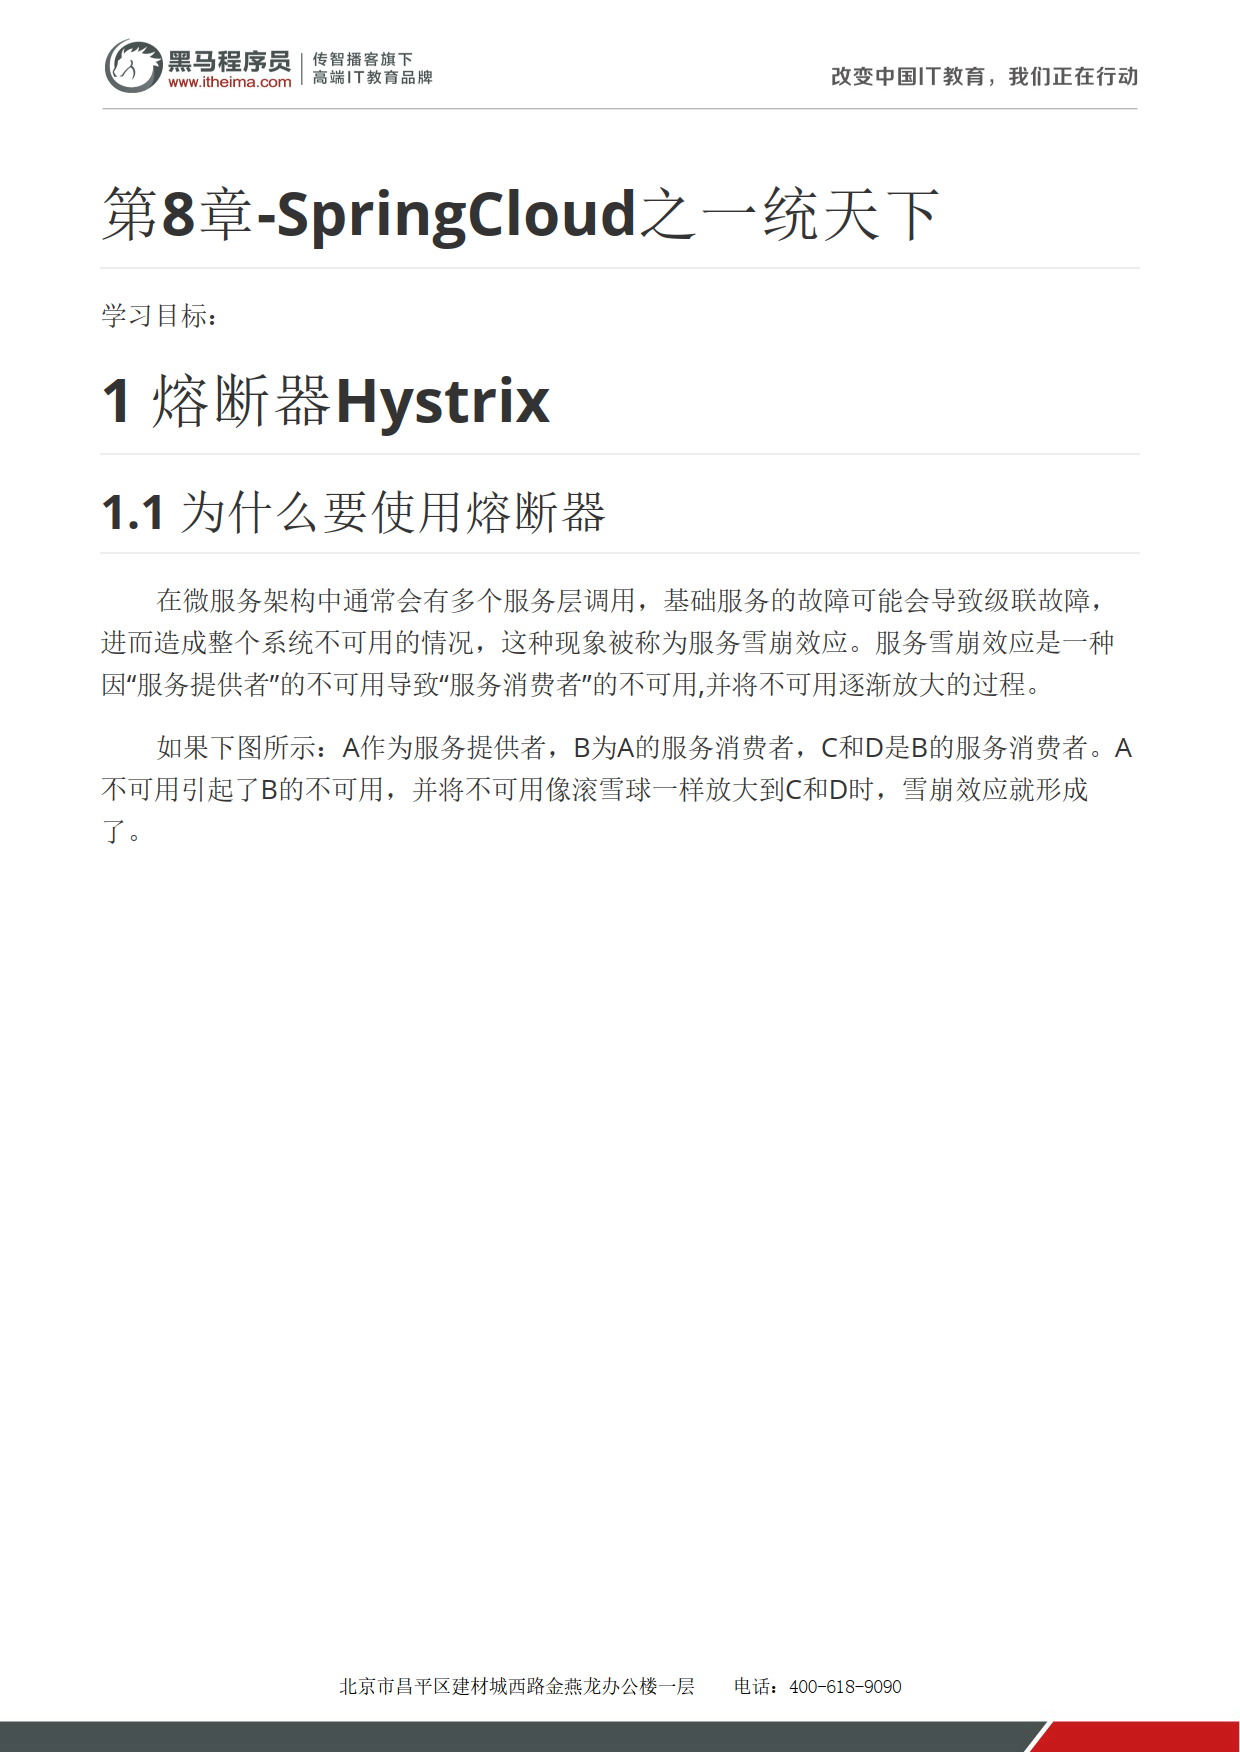 黑马程序员
www.itheima.com
传智播客旗下
高端IT教育品牌
改变中国IT教育，我们正在行动
第8章-SpringCloud之一统天下
学习目标：
1 熔断器Hystrix
1.1 为什么要使用熔断器
在微服务架构中通常会有多个服务层调用，基础服务的故障可能会导致级联故障，
进而造成整个系统不可用的情况，这种现象被称为服务雪崩效应。服务雪崩效应是一种
因“服务提供者”的不可用导致“服务消费者”的不可用,并将不可用逐渐放大的过程。
如果下图所示：A作为服务提供者，B为A的服务消费者，C和D是B的服务消费者。A
不可用引起了B的不可用，并将不可用像滚雪球一样放大到C和D时，雪崩效应就形成
了。
北京市昌平区建材城西路金燕龙办公楼一层 电话：400-618-9090